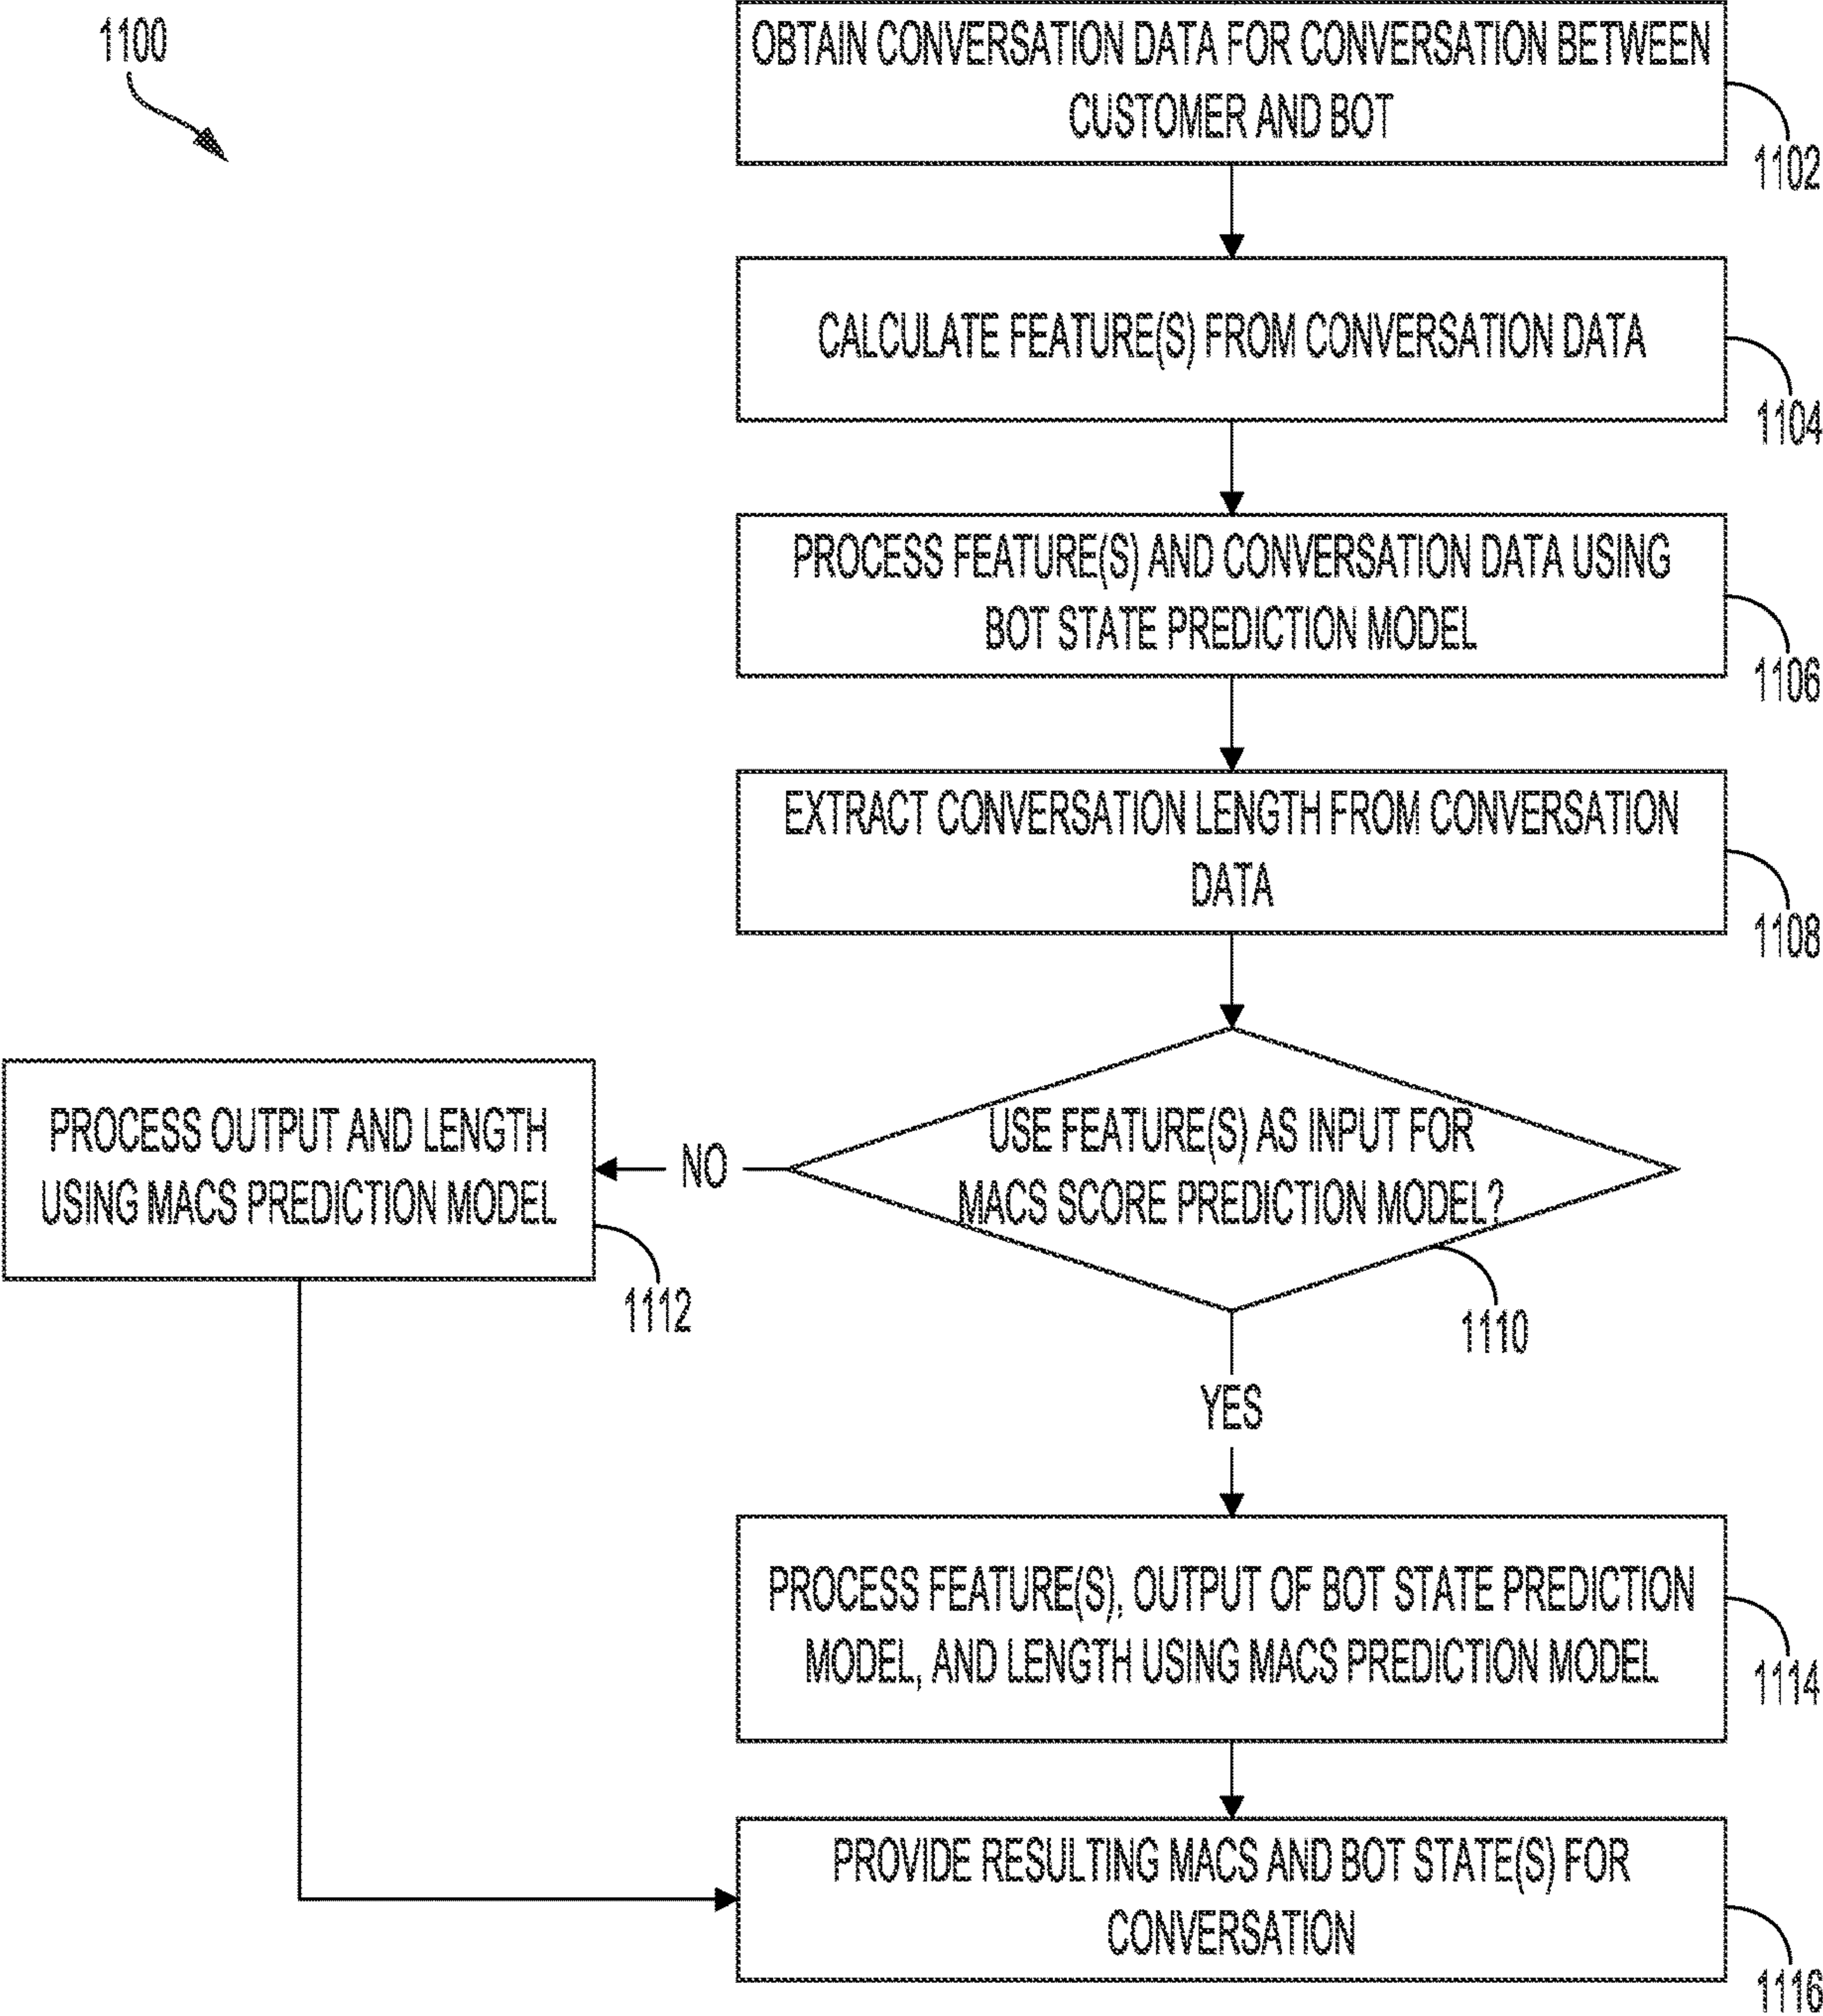 1100
OBTAIN CONVERSATION DATA FOR CONVERSATION BETWEEN
CUSTOMER AND BOT
1102
CALCULATE FEATURE(S) FROM CONVERSATION DATA
1104
PROCESS FEATURE(S) AND CONVERSATION DATA USING
BOT STATE PREDICTION MODEL
1106
EXTRACT CONVERSATION LENGTH FROM CONVERSATION
DATA
1108
USE FEATURE(S) AS INPUT FOR
MACS SCORE PREDICTION MODEL?
1110
NO
PROCESS OUTPUT AND LENGTH
USING MACS PREDICTION MODEL
1112
YES
PROCESS FEATURE(S), OUTPUT OF BOT STATE PREDICTION
MODEL, AND LENGTH USING MACS PREDICTION MODEL
1114
PROVIDE RESULTING MACS AND BOT STATE(S) FOR
CONVERSATION
1116